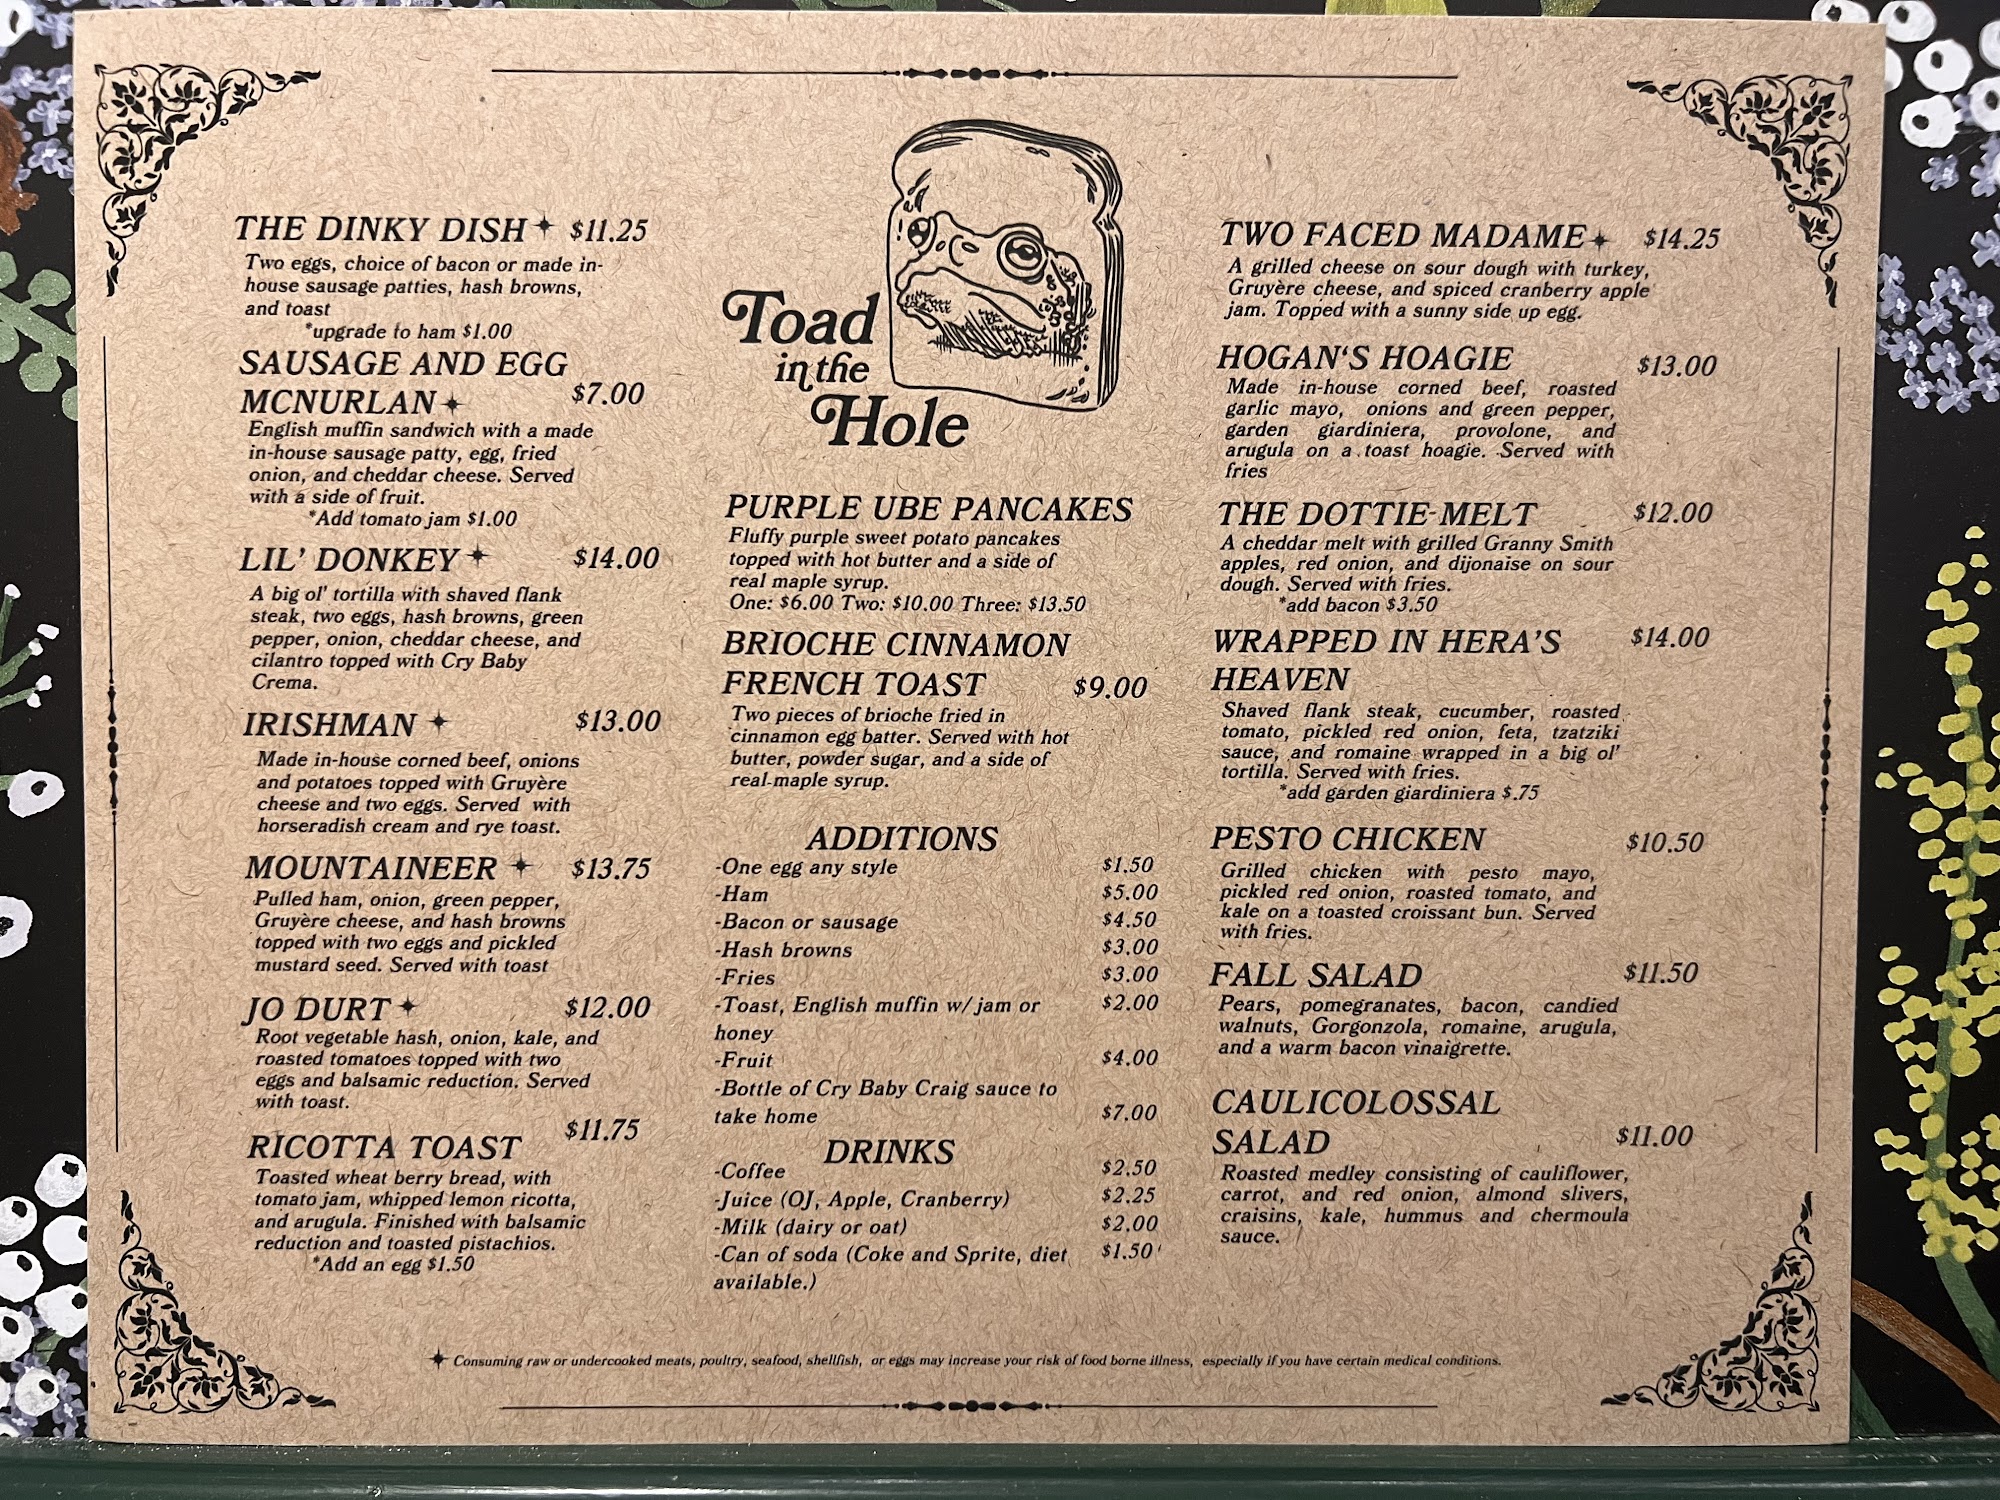 THE DINKY DISH $11.25
Two eggs, choice of bacon or made in-
house sausage patties, hash browns,
and toast
*upgrade to ham $1.00
SAUSAGE AND EGG
MCNURLAN $7.00
English muffin sandwich with a made
in-house sausage patty, egg, fried
onion, and cheddar cheese. Served
with a side of fruit.
*Add tomato jam $1.00
LIL' DONKEY $14.00
A big ol' tortilla with shaved flank
steak, two eggs, hash browns, green
pepper, onion, cheddar cheese, and
cilantro topped with Cry Baby
Crema.
IRISHMAN $13.00
Made in-house corned beef, onions
and potatoes topped with Gruyère
cheese and two eggs. Served with
horseradish cream and rye toast.
MOUNTAINEER $13.75
Pulled ham, onion, green pepper,
Gruyère cheese, and hash browns
topped with two eggs and pickled
mustard seed. Served with toast
JO DURT $12.00
Root vegetable hash, onion, kale, and
roasted tomatoes topped with two
eggs and balsamic reduction. Served
with toast.
RICOTTA TOAST $11.75
Toasted wheat berry bread, with
tomato jam, whipped lemon ricotta,
and arugula. Finished with balsamic
reduction and toasted pistachios.
*Add an egg $1.50
Toad
in the
Hole
PURPLE UBE PANCAKES
Fluffy purple sweet potato pancakes
topped with hot butter and a side of
real maple syrup.
One: $6.00 Two: $10.00 Three: $13.50
BRIOCHE CINNAMON
FRENCH TOAST $9.00
Two pieces of brioche fried in
cinnamon egg batter. Served with hot
butter, powder sugar, and a side of
real maple syrup.
ADDITIONS
-One egg any style $1.50
-Ham $5.00
-Bacon or sausage $4.50
-Hash browns $3.00
-Fries $3.00
-Toast, English muffin w/ jam or $2.00
honey
-Fruit $4.00
-Bottle of Cry Baby Craig sauce to
take home $7.00
DRINKS
-Coffee $2.50
-Juice (OJ, Apple, Cranberry) $2.25
-Milk (dairy or oat) $2.00
-Can of soda (Coke and Sprite, diet $1.50
available.)
TWO FACED MADAME $14.25
A grilled cheese on sour dough with turkey,
Gruyère cheese, and spiced cranberry apple
jam. Topped with a sunny side up egg.
HOGAN'S HOAGIE $13.00
Made in-house corned beef, roasted
garlic mayo, onions and green pepper,
garden giardiniera, provolone, and
arugula on a toast hoagie. Served with
fries
THE DOTTIE-MELT $12.00
A cheddar melt with grilled Granny Smith
apples, red onion, and dijonaise on sour
dough. Served with fries.
*add bacon $3.50
WRAPPED IN HERA'S $14.00
HEAVEN
Shaved flank steak, cucumber, roasted
tomato, pickled red onion, feta, tzatziki
sauce, and romaine wrapped in a big ol'
tortilla. Served with fries.
*add garden giardiniera $.75
PESTO CHICKEN $10.50
Grilled chicken with pesto mayo,
pickled red onion, roasted tomato, and
kale on a toasted croissant bun. Served
with fries.
FALL SALAD $11.50
Pears, pomegranates, bacon, candied
walnuts, Gorgonzola, romaine, arugula,
and a warm bacon vinaigrette.
CAULICOLOSSAL
SALAD $11.00
Roasted medley consisting of cauliflower,
carrot, and red onion, almond slivers,
craisins, kale, hummus and chermoula
sauce.
Consuming raw or undercooked meats, poultry, seafood, shellfish, or eggs may increase your risk of food borne illness, especially if you have certain medical conditions.